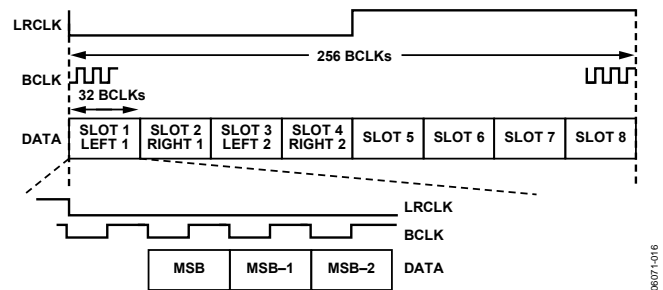 LRCLK
256 BCLKs
BCLK
32 BCLKs
DATA
SLOT 1
LEFT 1
SLOT 2
RIGHT 1
SLOT 3
LEFT 2
SLOT 4
RIGHT 2
SLOT 5
SLOT 6
SLOT 7
SLOT 8
LRCLK
BCLK
MSB
MSB–1
MSB–2
DATA
06071-016